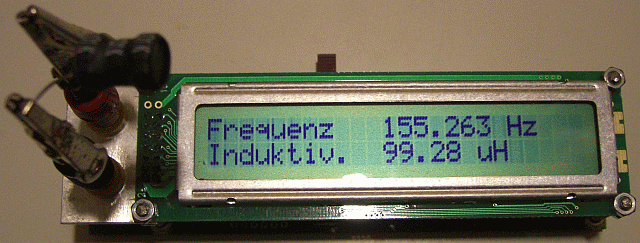 Frequenz 155.263 Hz
Induktiv. 99.28 uH